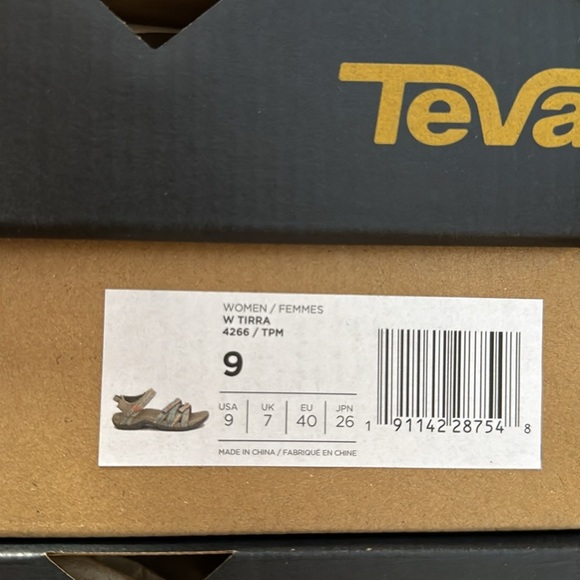 Teva
WOMEN / FEMMES
W TIRRA
4266 / TPM
9
USA UK EU JPN
9 7 40 26
1 91142 28754 8
MADE IN CHINA / FABRIQUÉ EN CHINE